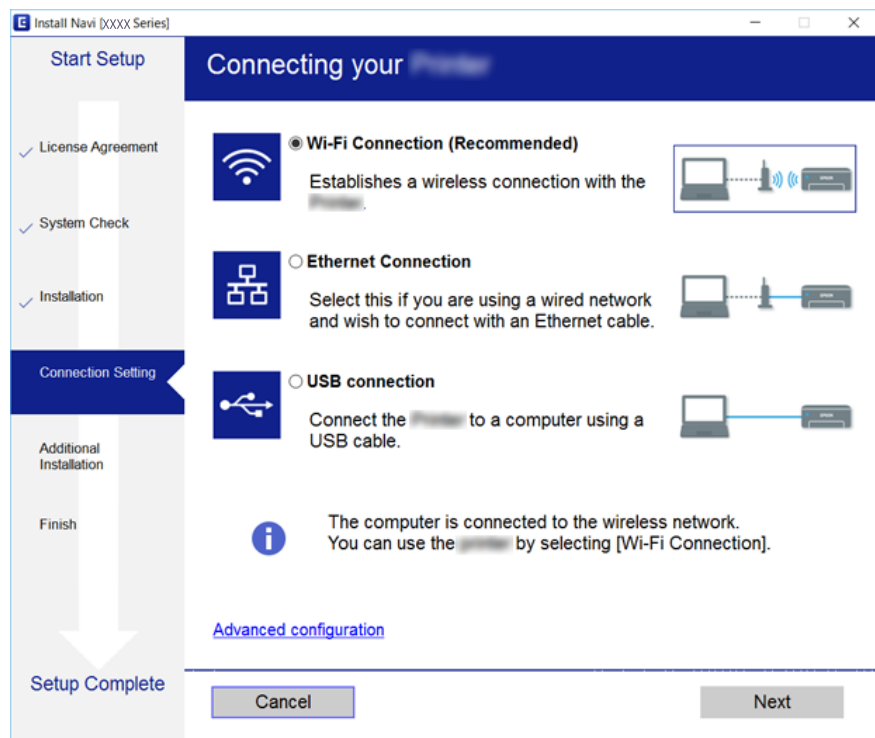 Install Navi [XXXX Series]
Start Setup
License Agreement
System Check
Installation
Connection Setting
Additional
Installation
Finish
Setup Complete
Connecting your
Wi-Fi Connection (Recommended)
Establishes a wireless connection with the
.
Ethernet Connection
Select this if you are using a wired network
and wish to connect with an Ethernet cable.
USB connection
Connect the to a computer using a
USB cable.
The computer is connected to the wireless network.
You can use the by selecting [Wi-Fi Connection].
Advanced configuration
Cancel
Next